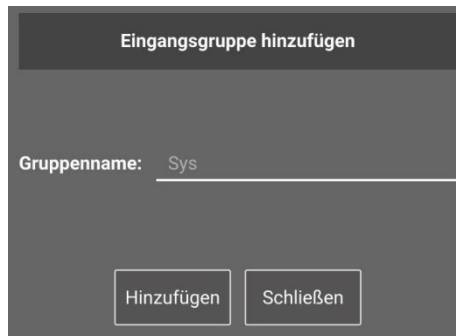 Eingangsgruppe hinzufügen
Gruppenname: Sys
Hinzufügen Schließen